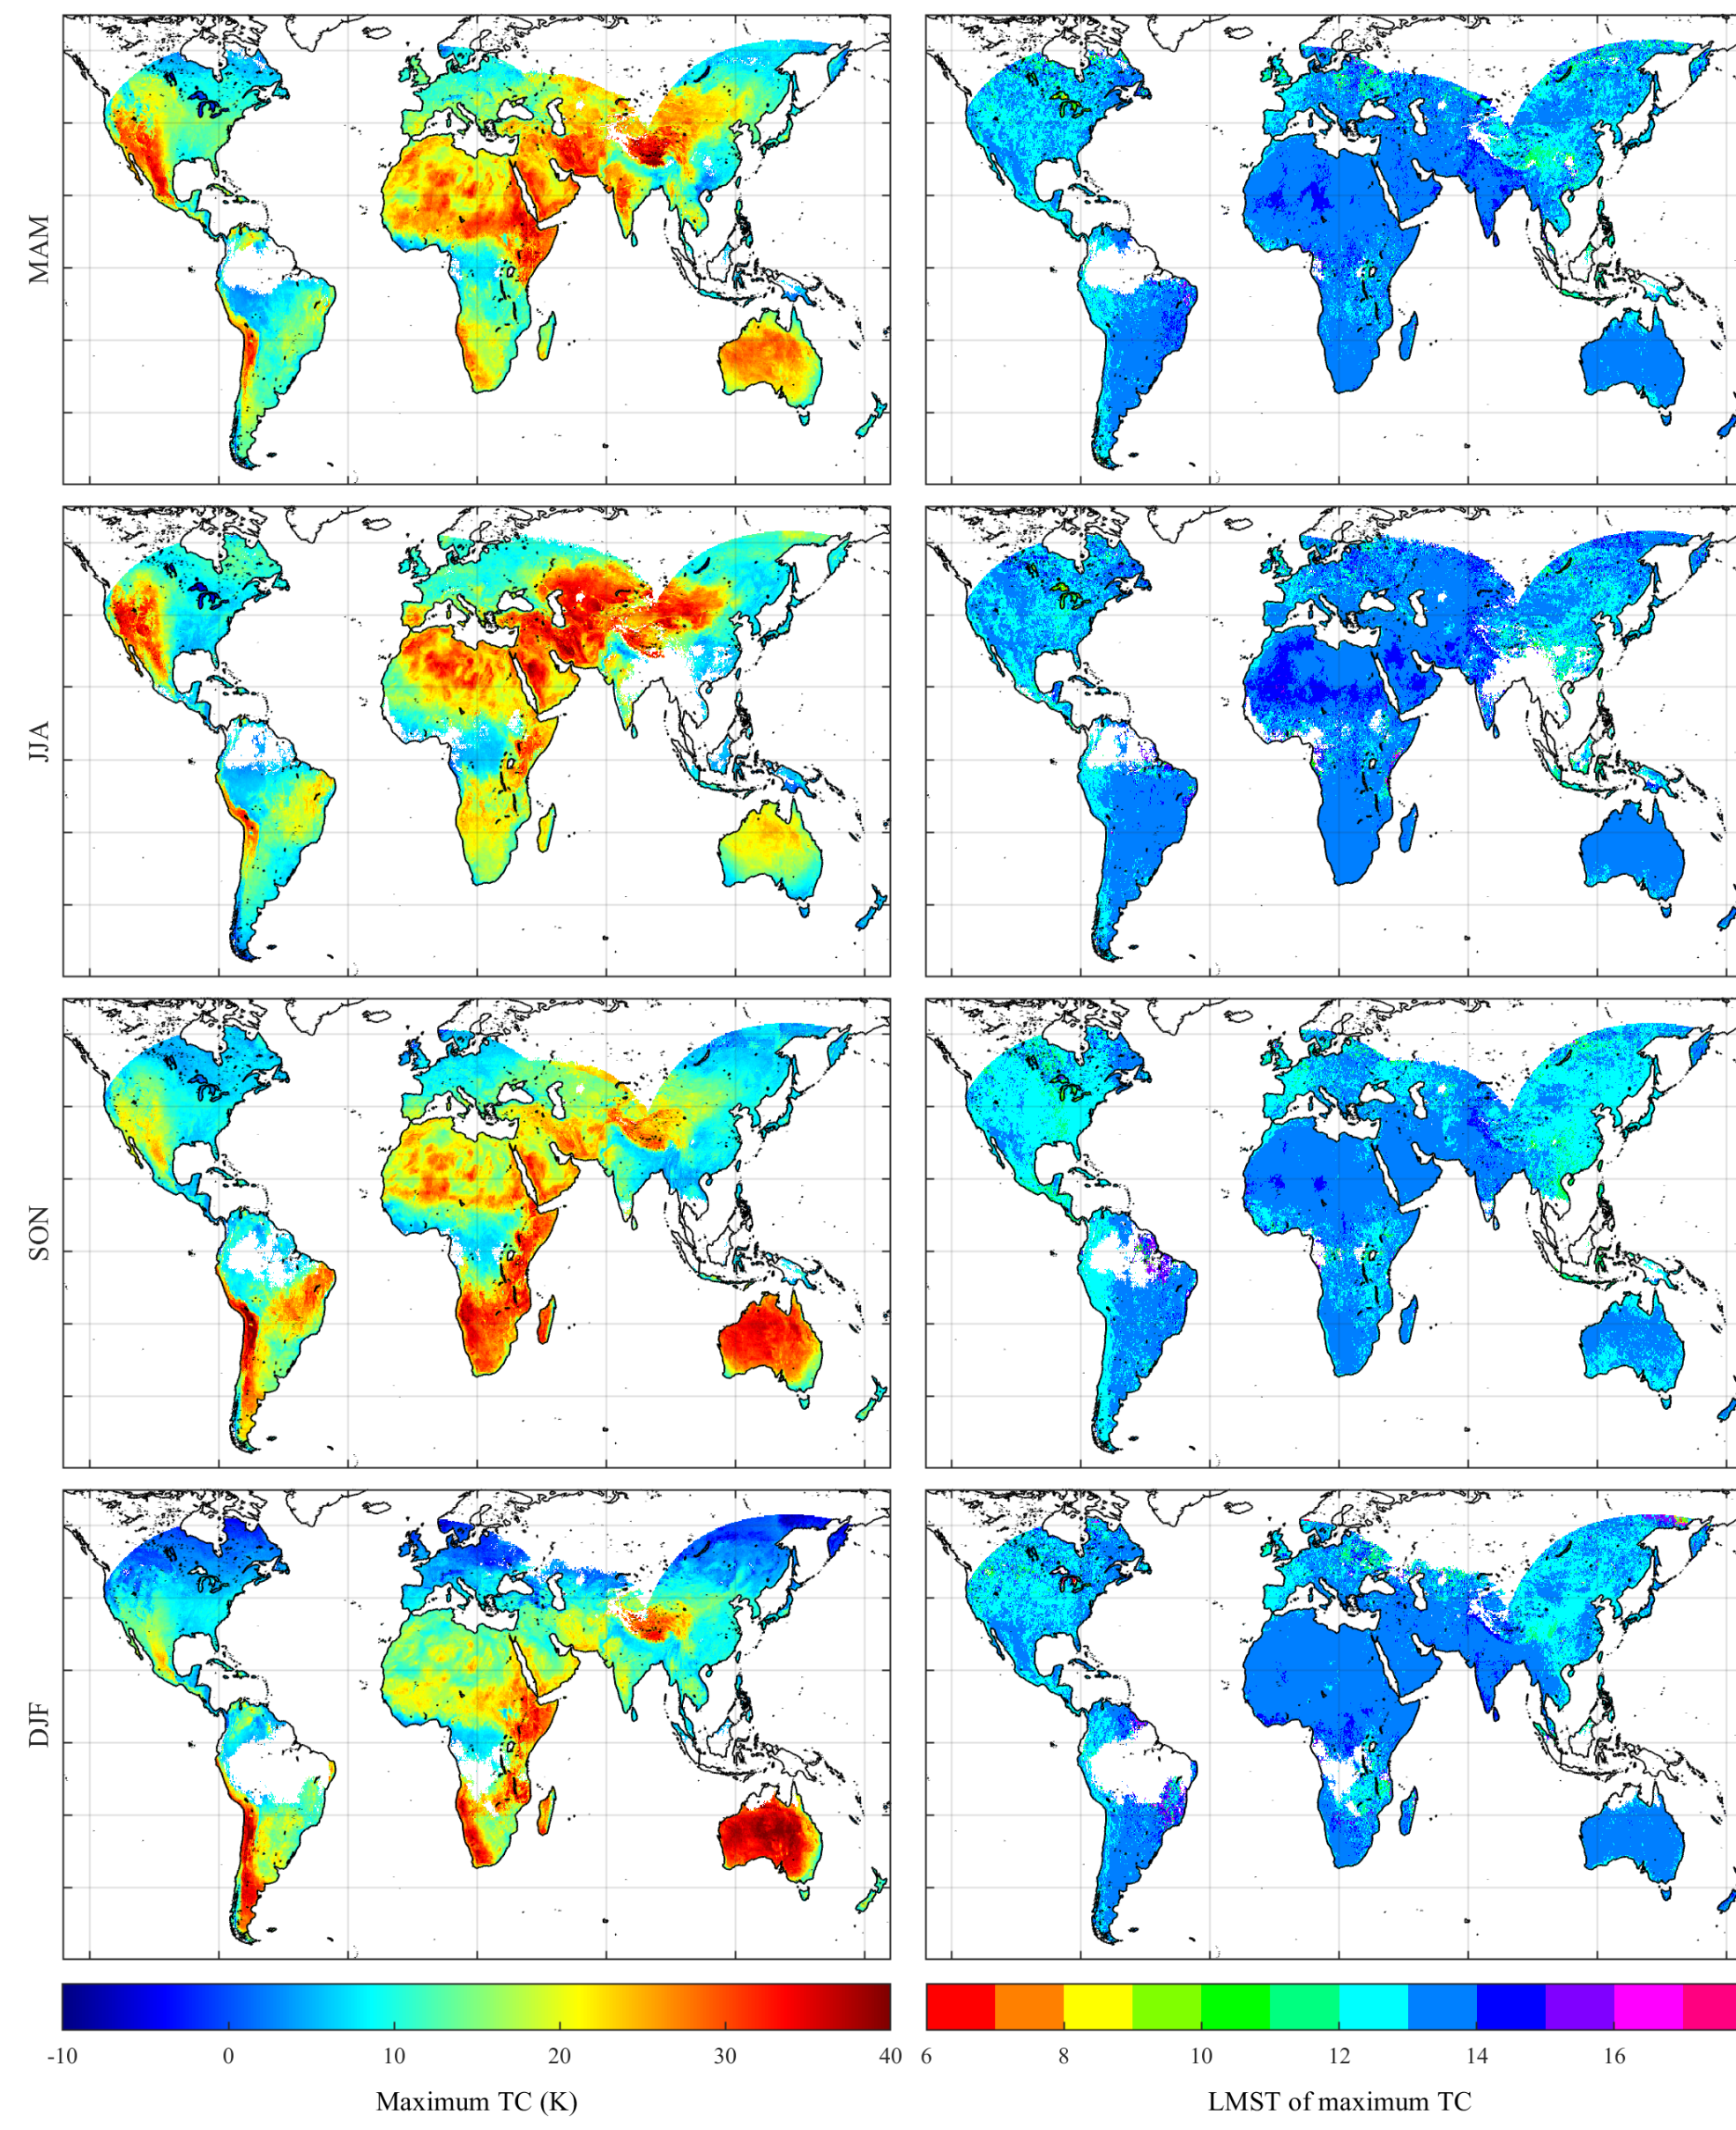 MAM
JJA
SON
DJF
-10 0 10 20 30 40
6 8 10 12 14 16
Maximum TC (K)
LMST of maximum TC